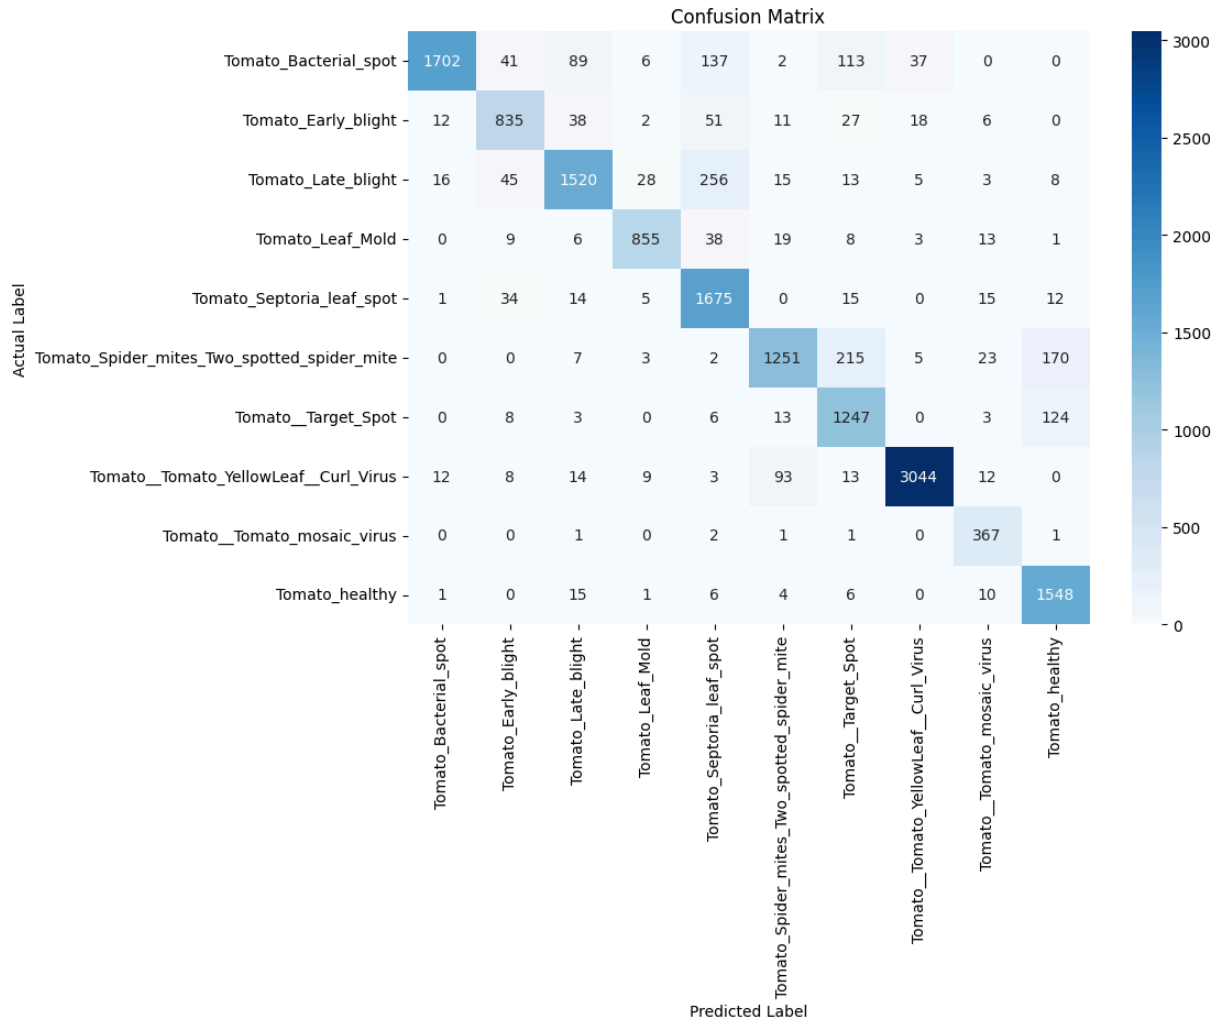 Confusion Matrix
Actual Label
Tomato_Bacterial_spot 1702 41 89 6 137 2 113 37 0 0
Tomato_Early_blight 12 835 38 2 51 11 27 18 6 0
Tomato_Late_blight 16 45 1520 28 256 15 13 5 3 8
Tomato_Leaf_Mold 0 9 6 855 38 19 8 3 13 1
Tomato_Septoria_leaf_spot 1 34 14 5 1675 0 15 0 15 12
Tomato_Spider_mites_Two_spotted_spider_mite 0 0 7 3 2 1251 215 5 23 170
Tomato__Target_Spot 0 8 3 0 6 13 1247 0 3 124
Tomato__Tomato_YellowLeaf__Curl_Virus 12 8 14 9 3 93 13 3044 12 0
Tomato__Tomato_mosaic_virus 0 0 1 0 2 1 1 0 367 1
Tomato_healthy 1 0 15 1 6 4 6 0 10 1548
Tomato_Bacterial_spot
Tomato_Early_blight
Tomato_Late_blight
Tomato_Leaf_Mold
Tomato_Septoria_leaf_spot
Tomato_Spider_mites_Two_spotted_spider_mite
Tomato__Target_Spot
Tomato__Tomato_YellowLeaf__Curl_Virus
Tomato__Tomato_mosaic_virus
Tomato_healthy
Predicted Label
3000
2500
2000
1500
1000
500
0